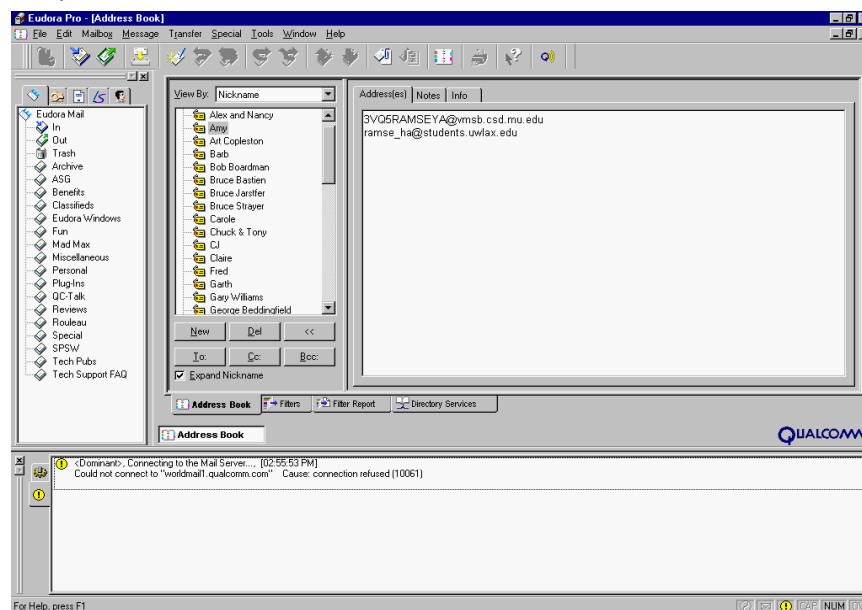 Eudora Pro - [Address Book]
File Edit Mailbox Message Transfer Special Tools Window Help
Eudora Mail
In
Out
Trash
Archive
ASG
Benefits
Classifieds
Eudora Windows
Fun
Mad Max
Miscellaneous
Personal
Plug-Ins
QC-Talk
Reviews
Rouleau
Special
SPSW
Tech Pubs
Tech Support FAQ
View By: Nickname
Alex and Nancy
Amy
Art Copleston
Barb
Bob Boardman
Bruce Bastien
Bruce Jarstfer
Bruce Strayer
Carole
Chuck & Tony
CJ
Claire
Fred
Garth
Gary Williams
George Beddingfield
New Del <<
To: Cc: Bcc:
Expand Nickname
Address(es) Notes Info
3VQ5RAMSEYA@vmsb.csd.mu.edu
ramse_ha@students.uwlax.edu
Address Book Filters Filter Report Directory Services
Address Book
QUALCOMM
<Dominant>, Connecting to the Mail Server..., [02:55:53 PM]
Could not connect to "worldmail1.qualcomm.com" Cause: connection refused (10061)
For Help, press F1
CAP NUM